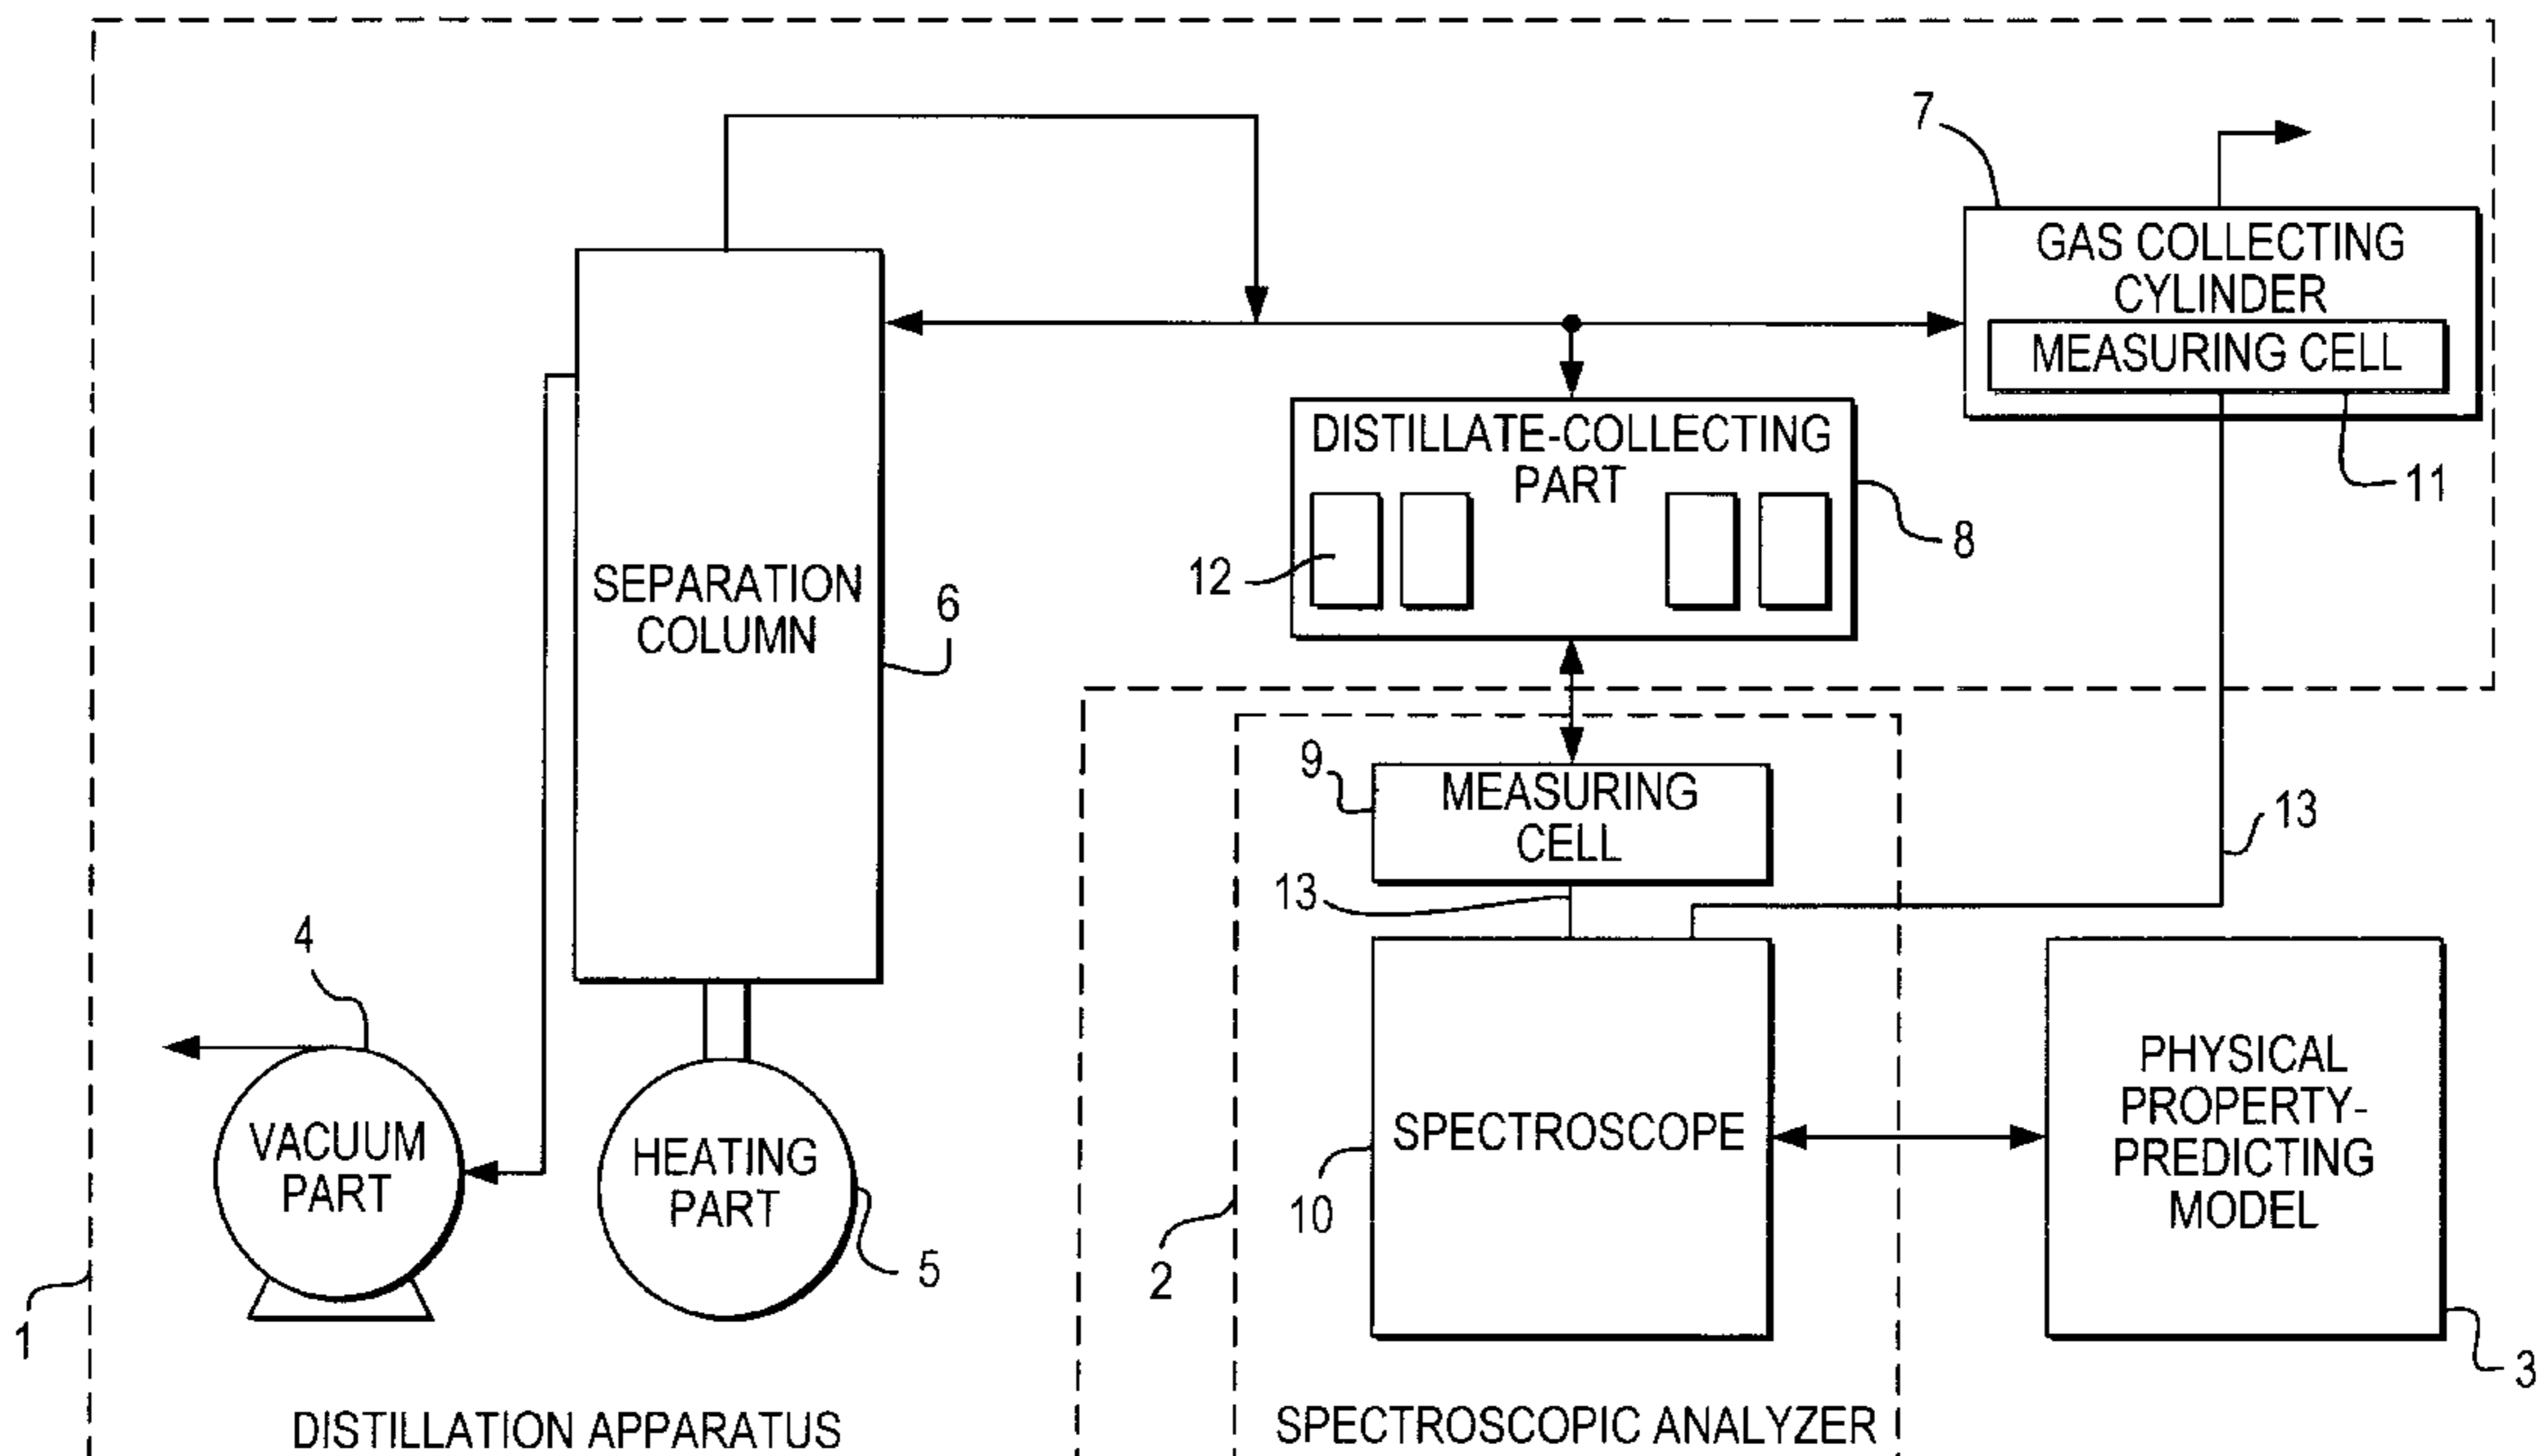 7
GAS COLLECTING
CYLINDER
MEASURING CELL
11
DISTILLATE-COLLECTING
PART
8
12
SEPARATION
COLUMN
6
9
MEASURING
CELL
13
13
4
VACUUM
PART
HEATING
PART
5
SPECTROSCOPE
10
PHYSICAL
PROPERTY-
PREDICTING
MODEL
2
1
3
DISTILLATION APPARATUS
SPECTROSCOPIC ANALYZER